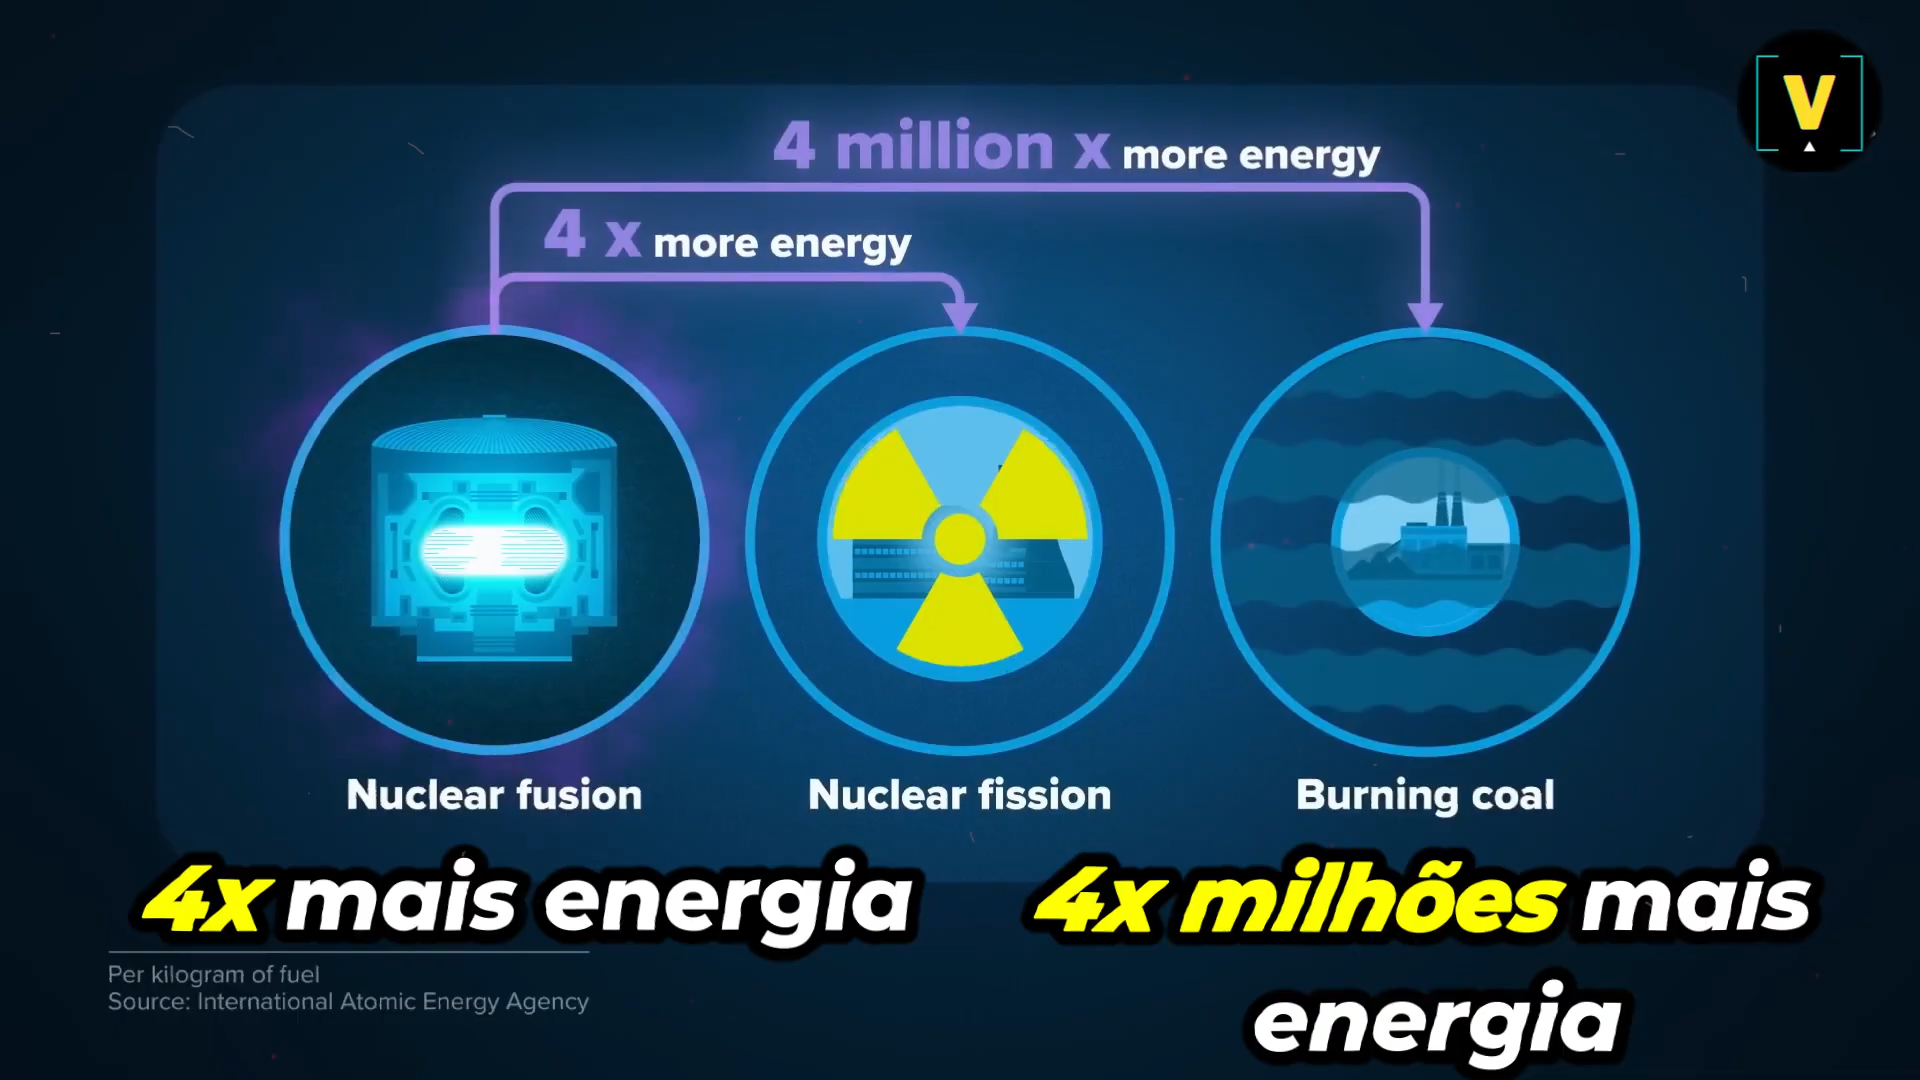 V
4 million x more energy
4 x more energy
Nuclear fusion
Nuclear fission
Burning coal
4x mais energia
4x milhões mais
energia
Per kilogram of fuel
Source: International Atomic Energy Agency